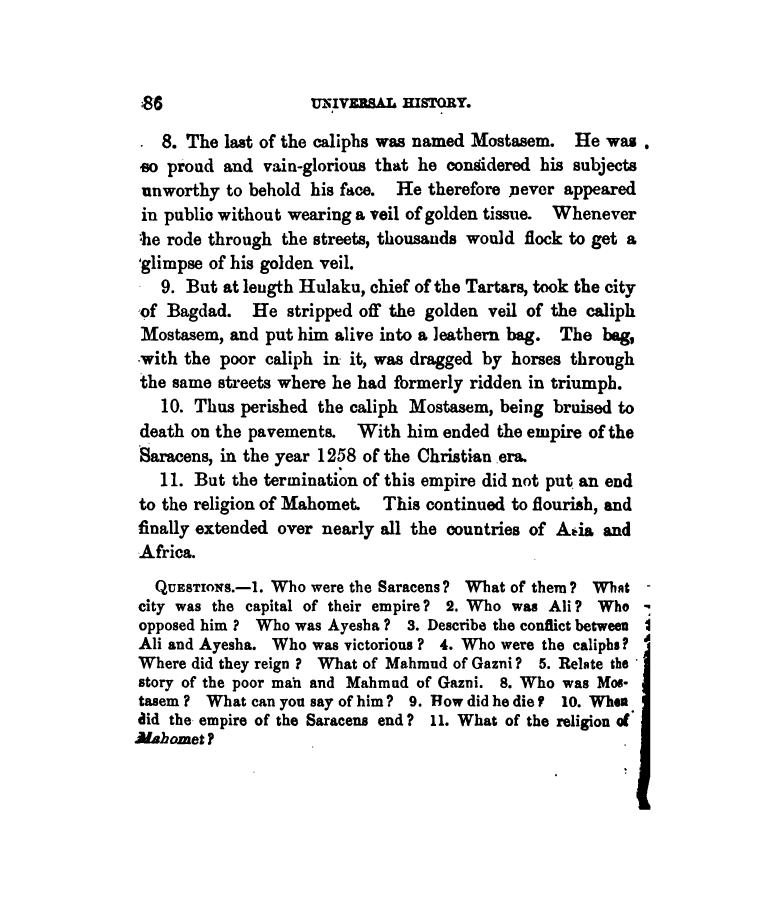 86 UNIVERSAL HISTORY.
8. The last of the caliphs was named Mostasem. He was
so proud and vain-glorious that he considered his subjects
unworthy to behold his face. He therefore never appeared
in public without wearing a veil of golden tissue. Whenever
he rode through the streets, thousands would flock to get a
glimpse of his golden veil.
9. But at length Hulaku, chief of the Tartars, took the city
of Bagdad. He stripped off the golden veil of the caliph
Mostasem, and put him alive into a leathern bag. The bag,
with the poor caliph in it, was dragged by horses through
the same streets where he had formerly ridden in triumph.
10. Thus perished the caliph Mostasem, being bruised to
death on the pavements. With him ended the empire of the
Saracens, in the year 1258 of the Christian era.
11. But the termination of this empire did not put an end
to the religion of Mahomet. This continued to flourish, and
finally extended over nearly all the countries of Asia and
Africa.
QUESTIONS.—1. Who were the Saracens? What of them? What
city was the capital of their empire? 2. Who was Ali? Who
opposed him? Who was Ayesha? 3. Describe the conflict between
Ali and Ayesha. Who was victorious? 4. Who were the caliphs?
Where did they reign? What of Mahmud of Gazni? 5. Relate the
story of the poor man and Mahmud of Gazni. 8. Who was Mos-
tasem? What can you say of him? 9. How did he die? 10. When
did the empire of the Saracens end? 11. What of the religion of
Mahomet?